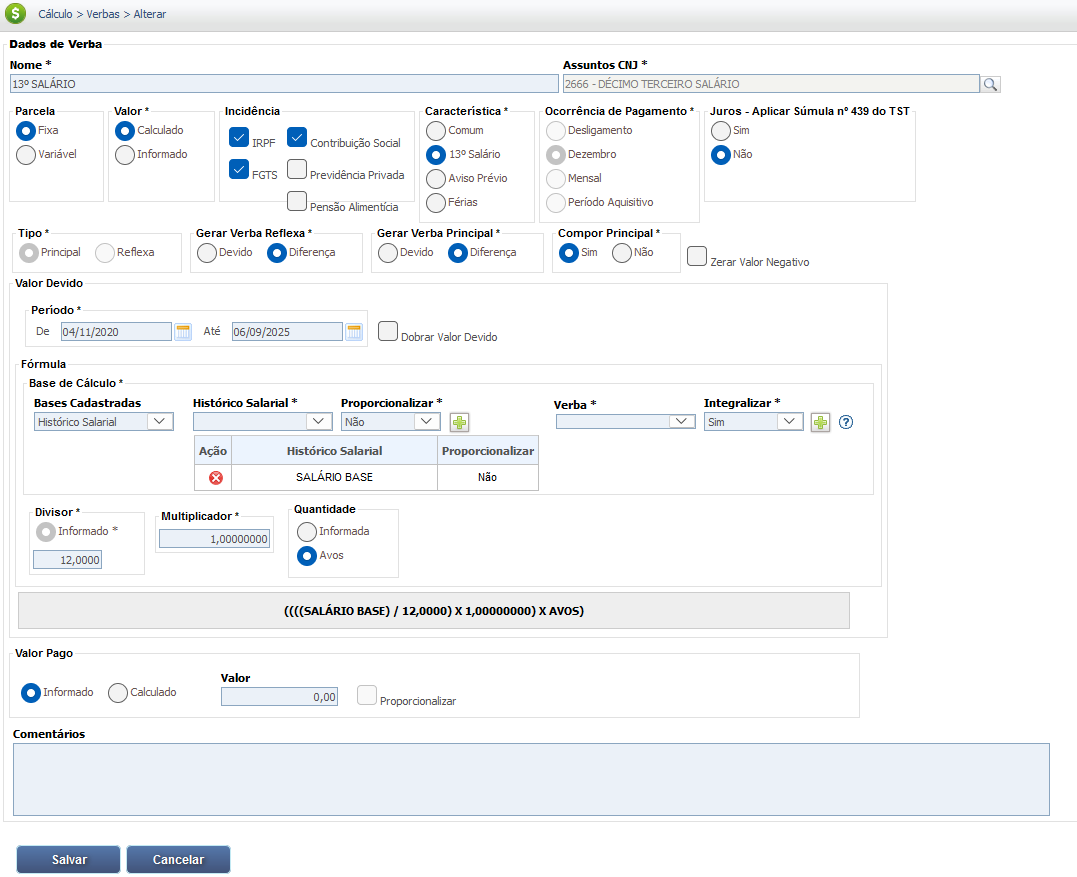 $ Cálculo > Verbas > Alterar
Dados de Verba
Nome * Assuntos CNJ *
13º SALÁRIO 2666 - DÉCIMO TERCEIRO SALÁRIO
Parcela Valor * Incidência Característica * Ocorrência de Pagamento * Juros - Aplicar Súmula nº 439 do TST
Fixa Calculado IRPF Contribuição Social Comum Desligamento Sim
Variável Informado FGTS Previdência Privada 13º Salário Dezembro Não
Pensão Alimentícia Aviso Prévio Mensal
Férias Período Aquisitivo
Tipo * Gerar Verba Reflexa * Gerar Verba Principal * Compor Principal *
Principal Reflexa Devido Diferença Devido Diferença Sim Não Zerar Valor Negativo
Valor Devido
Período *
De 04/11/2020 Até 06/09/2025 Dobrar Valor Devido
Fórmula
Base de Cálculo *
Bases Cadastradas Histórico Salarial * Proporcionalizar * Verba * Integralizar *
Histórico Salarial Não Sim ?
Ação Histórico Salarial Proporcionalizar
SALÁRIO BASE Não
Divisor * Multiplicador * Quantidade
Informado * 1,00000000 Informada
12,0000 Avos
((((SALÁRIO BASE) / 12,0000) X 1,00000000) X AVOS)
Valor Pago
Informado Calculado Valor
0,00 Proporcionalizar
Comentários
Salvar Cancelar